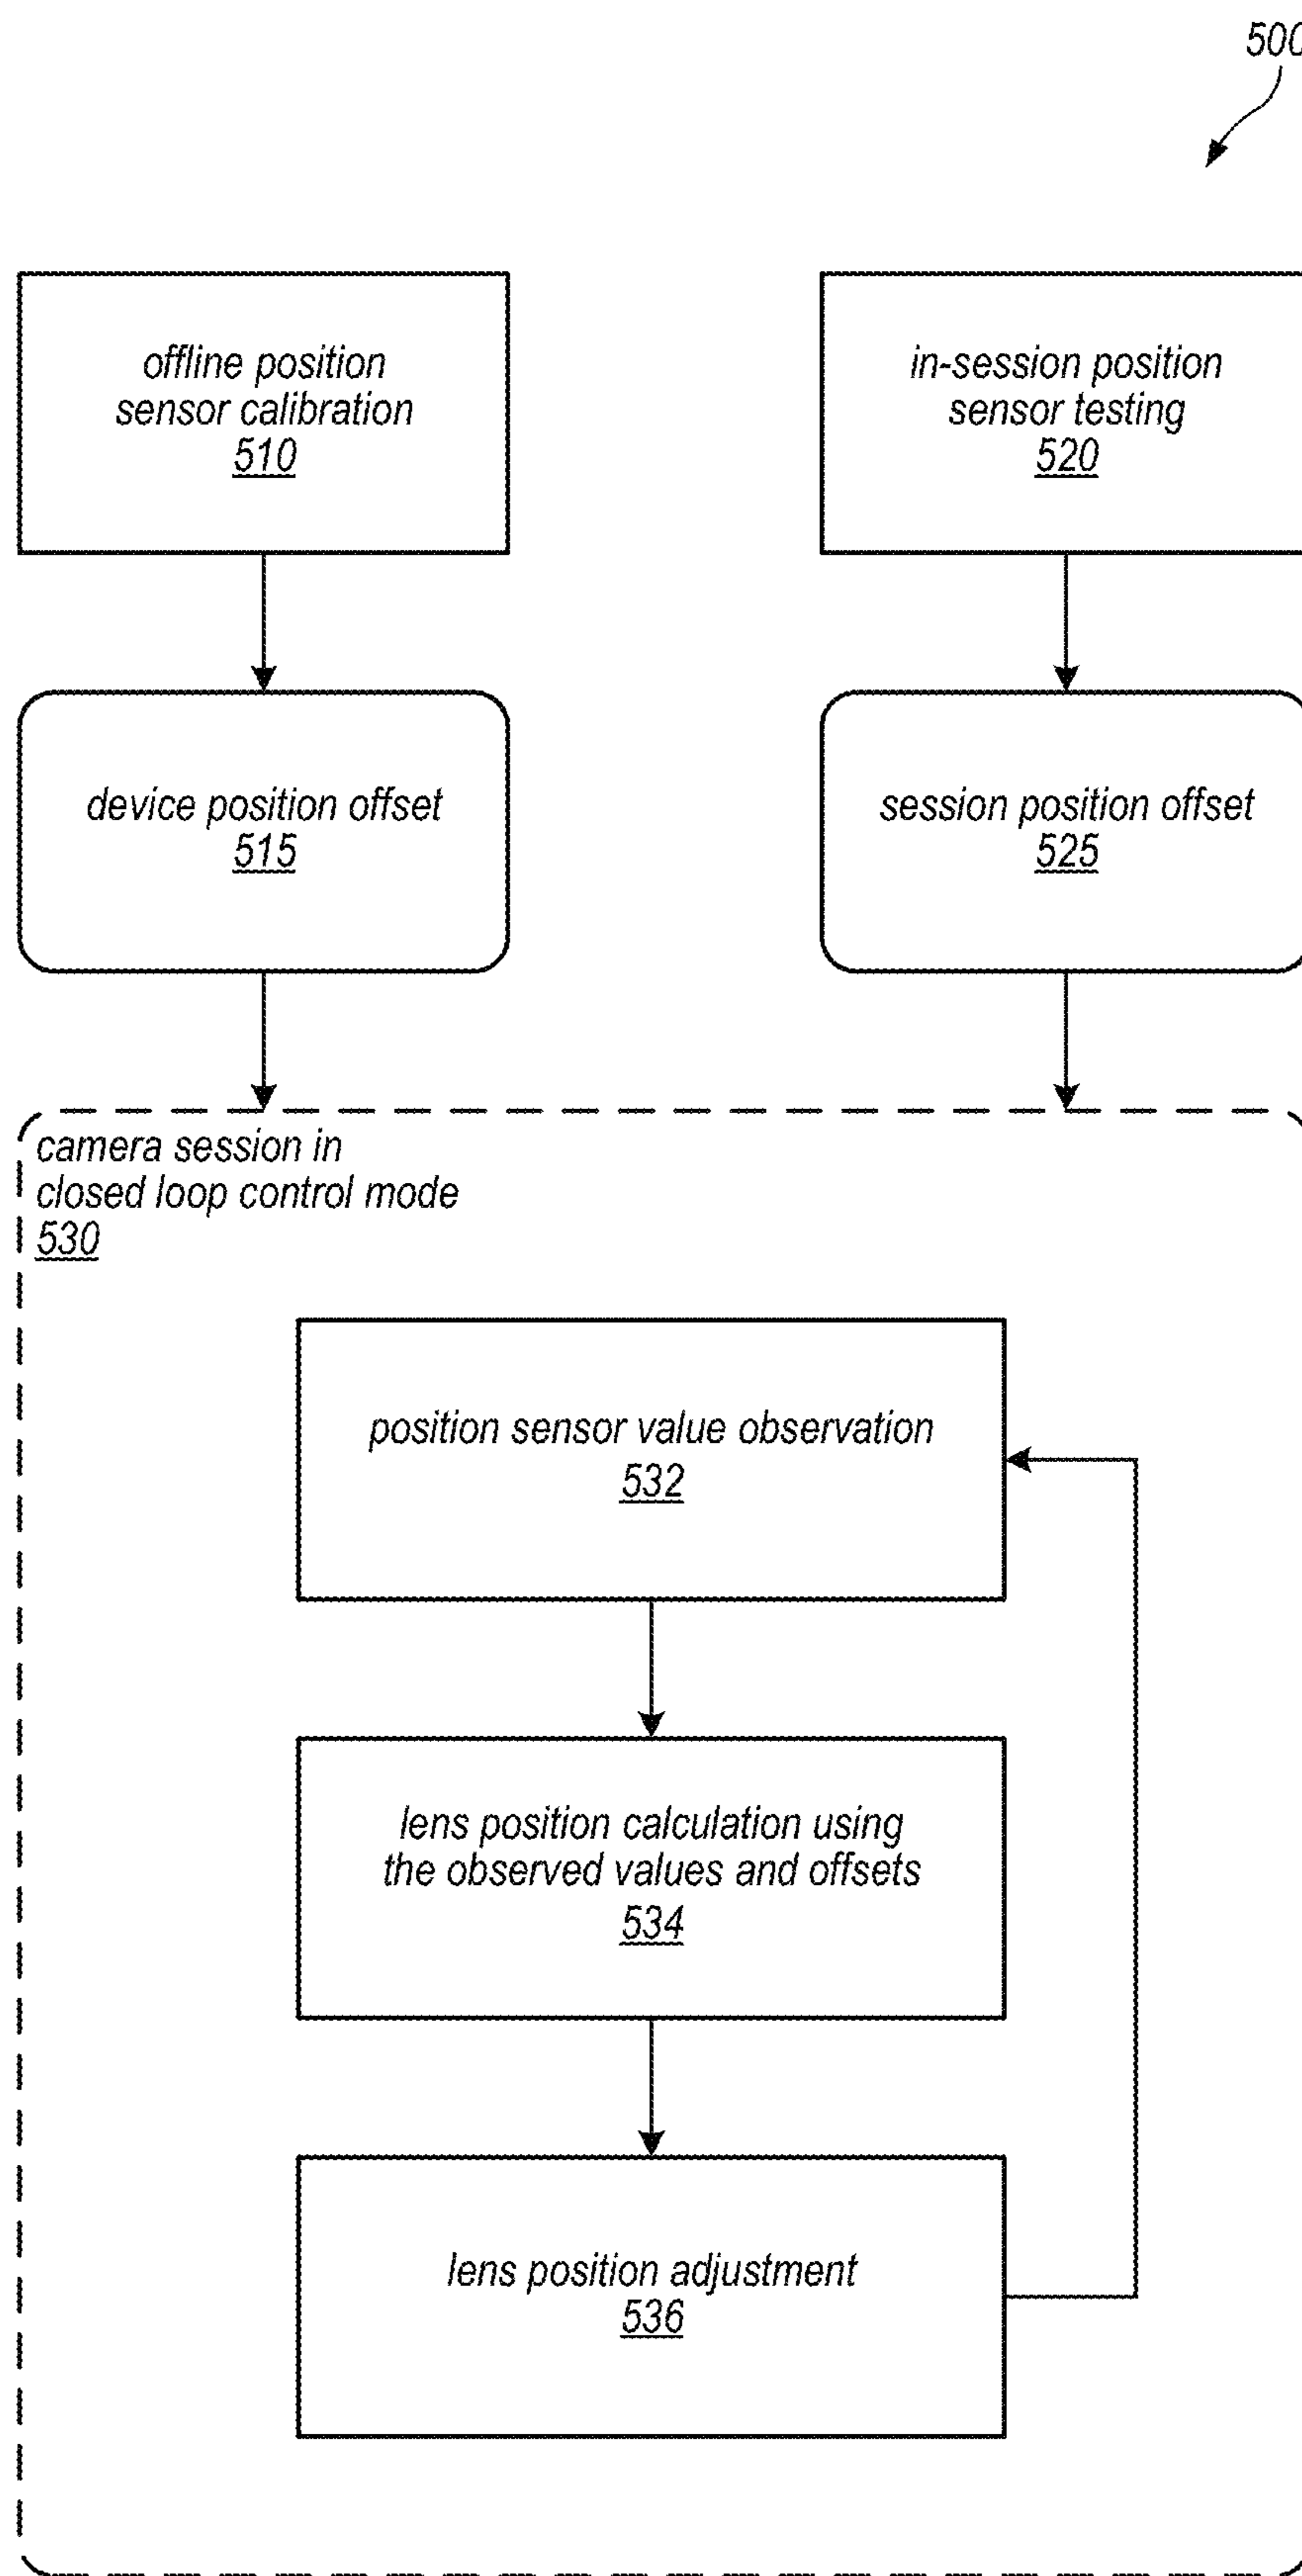 500
offline position
sensor calibration
510
in-session position
sensor testing
520
device position offset
515
session position offset
525
camera session in
closed loop control mode
530
position sensor value observation
532
lens position calculation using
the observed values and offsets
534
lens position adjustment
536